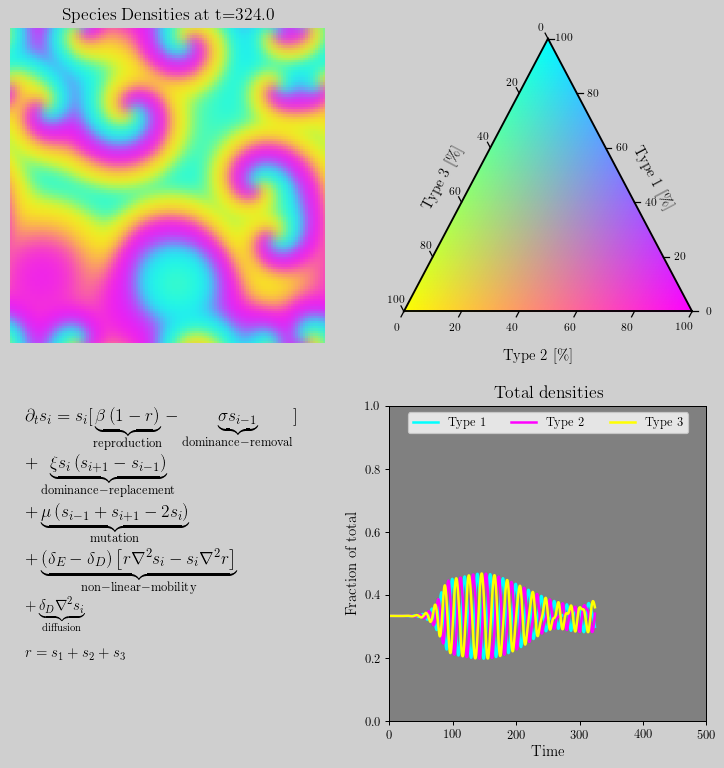 Species Densities at t=324.0
0
100
20
80
40
60
Type 3 [%]
Type 1 [%]
60
40
80
20
100
0
0
20
40
60
80
100
Type 2 [%]
∂ₜsᵢ = sᵢ[β(1 − r) − σsᵢ₋₁]
reproduction dominance−removal
+ ξsᵢ(sᵢ₊₁ − sᵢ₋₁)
dominance−replacement
+ μ(sᵢ₋₁ + sᵢ₊₁ − 2sᵢ)
mutation
+ (δ_E − δ_D)[r∇²sᵢ − sᵢ∇²r]
non−linear−mobility
+ δ_D∇²sᵢ
diffusion
r = s₁ + s₂ + s₃
Total densities
Type 1 Type 2 Type 3
Fraction of total
1.0
0.8
0.6
0.4
0.2
0.0
0 100 200 300 400 500
Time